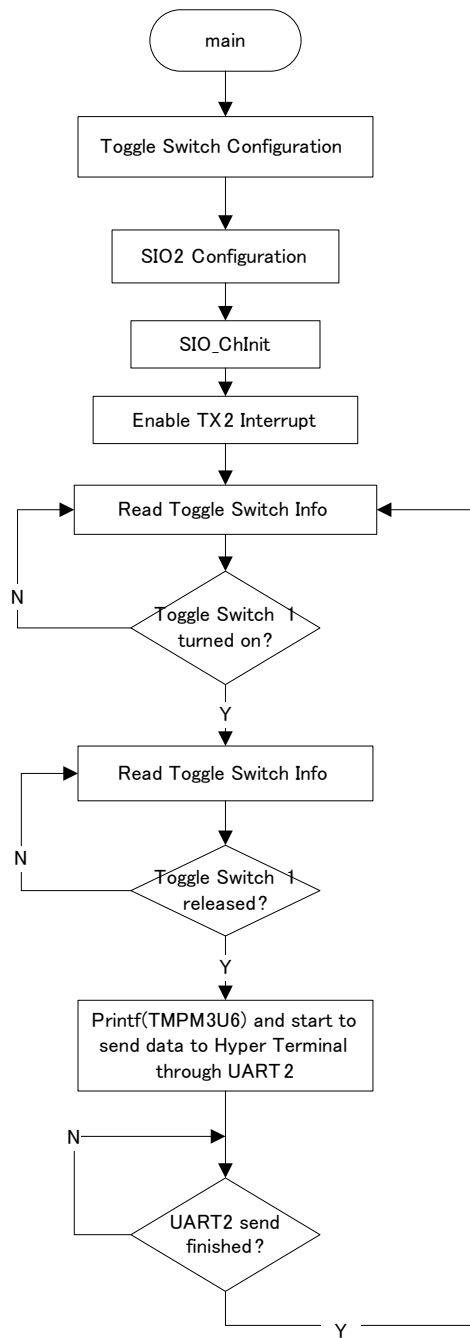 main
Toggle Switch Configuration
SIO2 Configuration
SIO_ChInit
Enable TX2 Interrupt
Read Toggle Switch Info
N
Toggle Switch 1
turned on?
Y
Read Toggle Switch Info
N
Toggle Switch 1
released?
Y
Printf(TMPM3U6) and start to
send data to Hyper Terminal
through UART2
N
UART2 send
finished?
Y